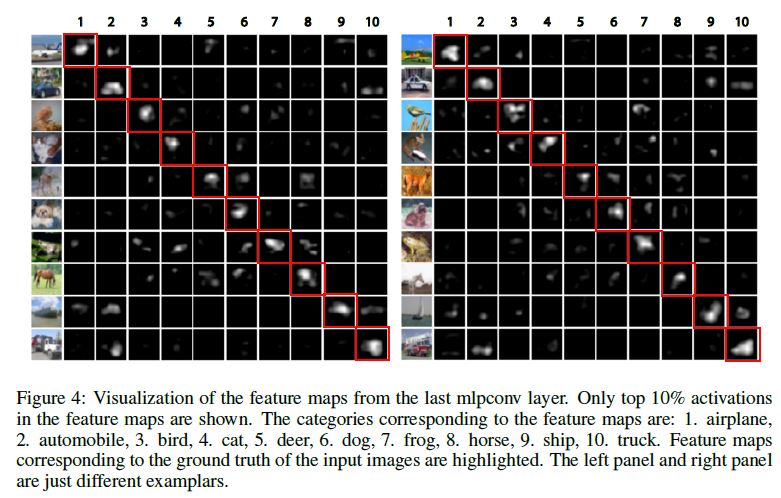 1 2 3 4 5 6 7 8 9 10 1 2 3 4 5 6 7 8 9 10
Figure 4: Visualization of the feature maps from the last mlpconv layer. Only top 10% activations
in the feature maps are shown. The categories corresponding to the feature maps are: 1. airplane,
2. automobile, 3. bird, 4. cat, 5. deer, 6. dog, 7. frog, 8. horse, 9. ship, 10. truck. Feature maps
corresponding to the ground truth of the input images are highlighted. The left panel and right panel
are just different examplars.